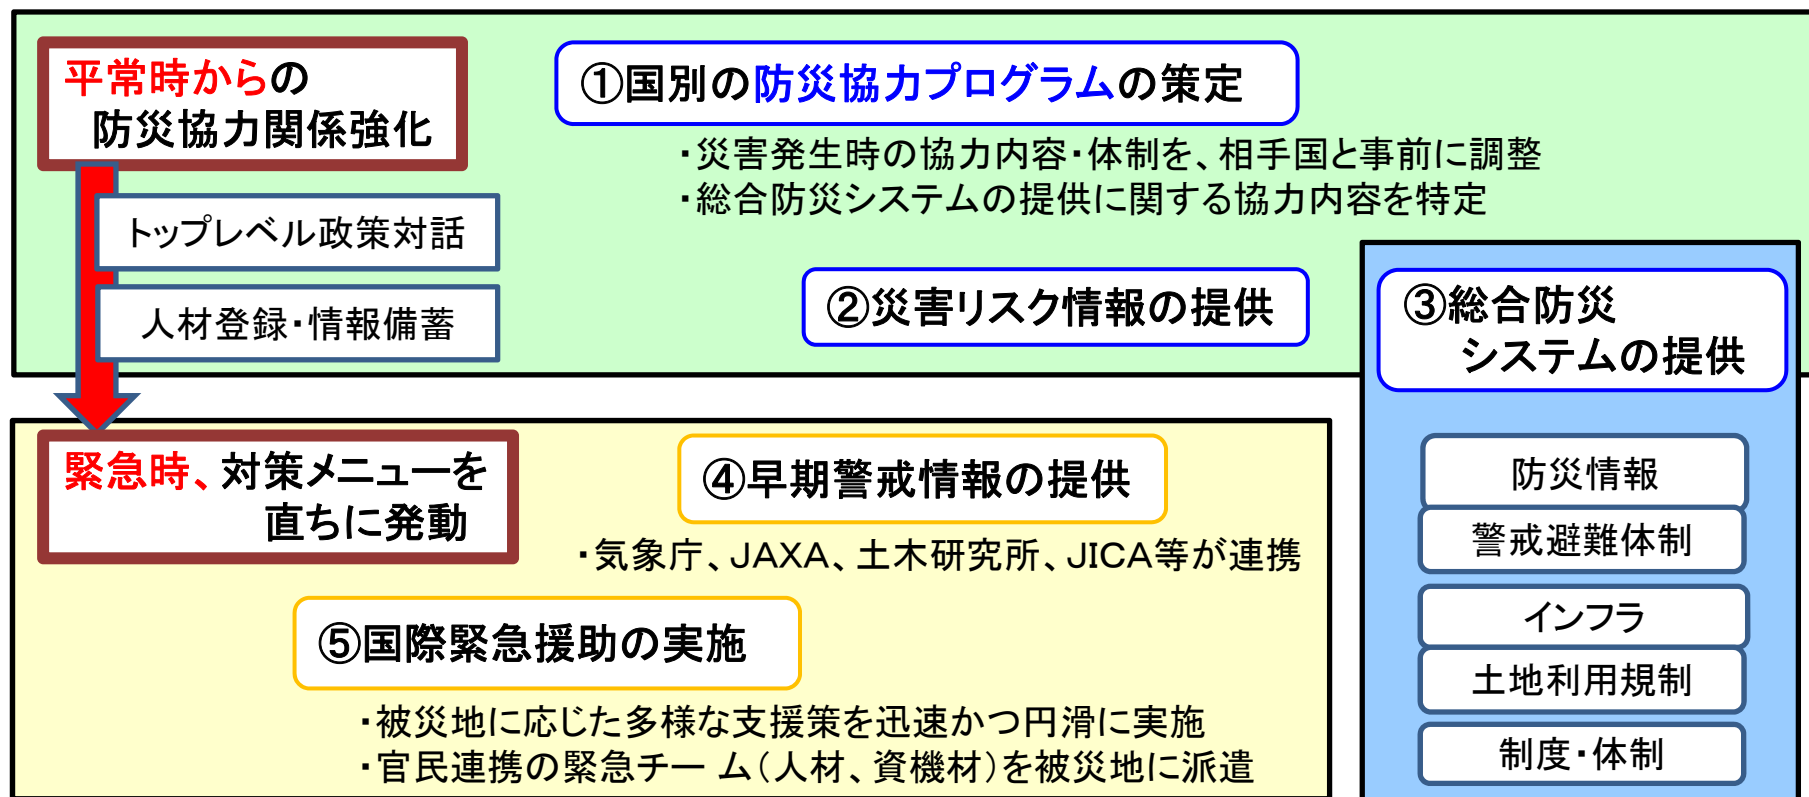 平常時からの
防災協力関係強化
①国別の防災協力プログラムの策定
・災害発生時の協力内容・体制を、相手国と事前に調整
・総合防災システムの提供に関する協力内容を特定
トップレベル政策対話
人材登録・情報備蓄
②災害リスク情報の提供
③総合防災
システムの提供
防災情報
警戒避難体制
インフラ
土地利用規制
制度・体制
緊急時、対策メニューを
直ちに発動
④早期警戒情報の提供
・気象庁、JAXA、土木研究所、JICA等が連携
⑤国際緊急援助の実施
・被災地に応じた多様な支援策を迅速かつ円滑に実施
・官民連携の緊急チー ム(人材、資機材)を被災地に派遣